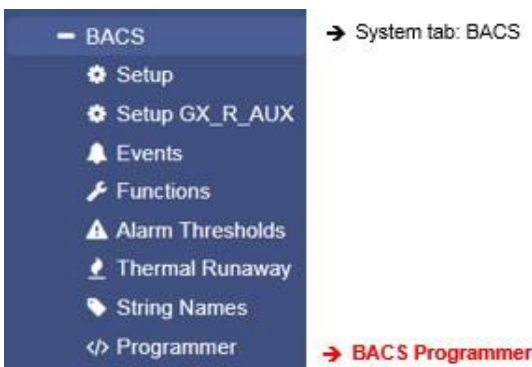 BACS
→ System tab: BACS
Setup
Setup GX_R_AUX
Events
Functions
Alarm Thresholds
Thermal Runaway
String Names
</> Programmer
→ BACS Programmer